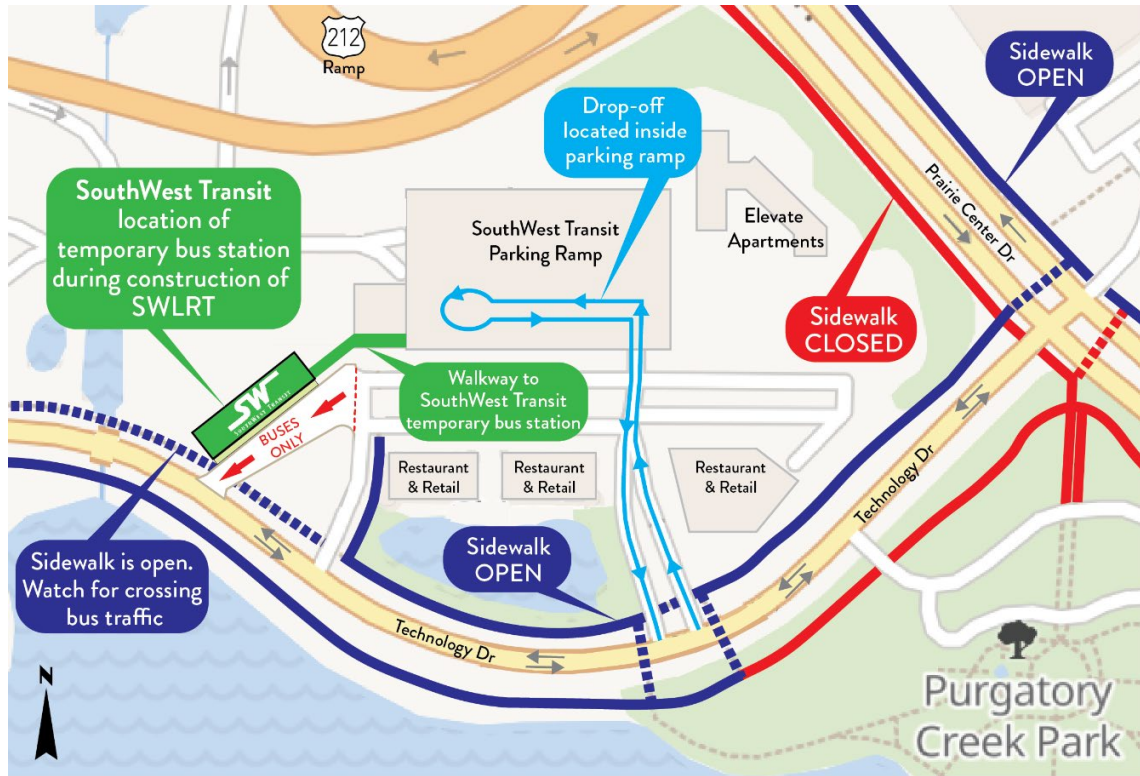 212
Ramp
Sidewalk
OPEN
Drop-off
located inside
parking ramp
SouthWest Transit
location of
temporary bus station
during construction of
SWLRT
SouthWest Transit
Parking Ramp
Elevate
Apartments
Prairie Center Dr
Sidewalk
CLOSED
Walkway to
SouthWest Transit
temporary bus station
SW
SOUTHWEST TRANSIT
BUSES
ONLY
Restaurant
& Retail
Restaurant
& Retail
Restaurant
& Retail
Technology Dr
Sidewalk is open.
Watch for crossing
bus traffic
Sidewalk
OPEN
Technology Dr
N
Purgatory
Creek Park